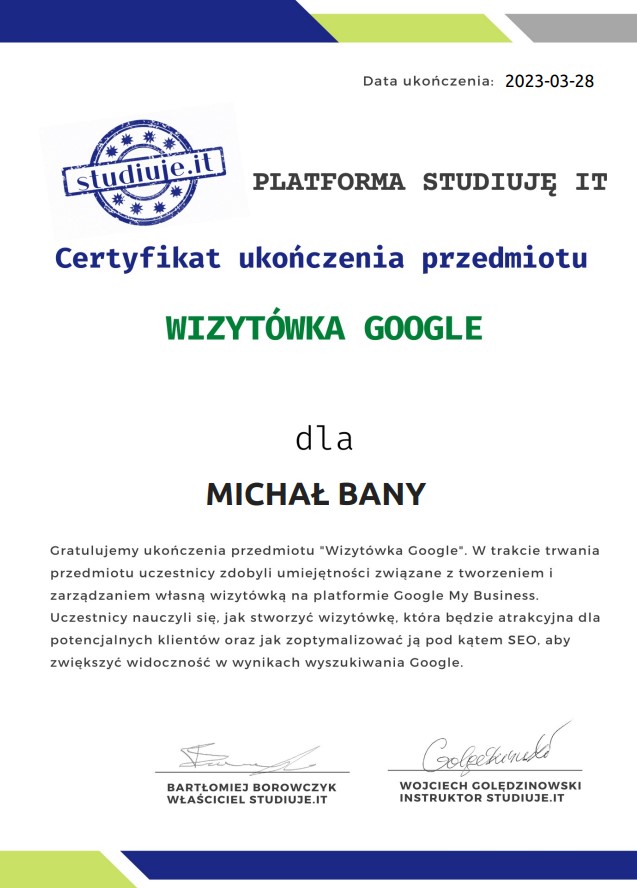 Data ukończenia: 2023-03-28
studiuje.it
PLATFORMA STUDIUJĘ IT
Certyfikat ukończenia przedmiotu
WIZYTÓWKA GOOGLE
dla
MICHAŁ BANY
Gratulujemy ukończenia przedmiotu "Wizytówka Google". W trakcie trwania
przedmiotu uczestnicy zdobyli umiejętności związane z tworzeniem i
zarządzaniem własną wizytówką na platformie Google My Business.
Uczestnicy nauczyli się, jak stworzyć wizytówkę, która będzie atrakcyjna dla
potencjalnych klientów oraz jak zoptymalizować ją pod kątem SEO, aby
zwiększyć widoczność w wynikach wyszukiwania Google.
BARTŁOMIEJ BOROWCZYK
WŁAŚCICIEL STUDIUJE.IT
WOJCIECH GOLĘDZINOWSKI
INSTRUKTOR STUDIUJE.IT